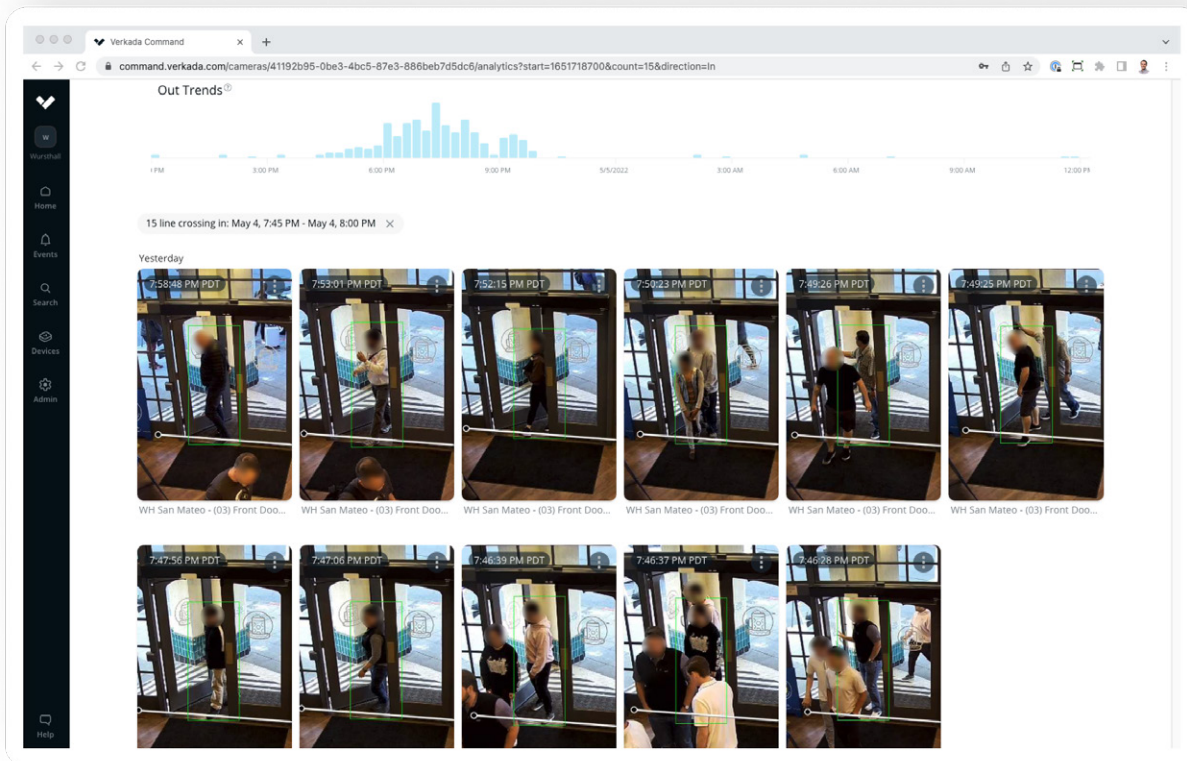 Verkada Command
command.verkada.com/cameras/41192b95-0be3-4bc5-87e3-886beb7d5dc6/analytics?start=1651718700&count=15&direction=In
W
Wursthall
Home
Events
Search
Devices
Admin
Help
Out Trends
PM 3:00 PM 6:00 PM 9:00 PM 5/5/2022 3:00 AM 6:00 AM 9:00 AM 12:00 PM
15 line crossing in: May 4, 7:45 PM - May 4, 8:00 PM
Yesterday
7:58:48 PM PDT 7:53:01 PM PDT 7:52:15 PM PDT 7:50:23 PM PDT 7:49:26 PM PDT 7:49:25 PM PDT
WH San Mateo - (03) Front Doo... WH San Mateo - (03) Front Doo... WH San Mateo - (03) Front Doo... WH San Mateo - (03) Front Doo... WH San Mateo - (03) Front Doo... WH San Mateo - (03) Front Doo...
7:47:56 PM PDT 7:47:06 PM PDT 7:46:39 PM PDT 7:46:37 PM PDT 7:46:28 PM PDT